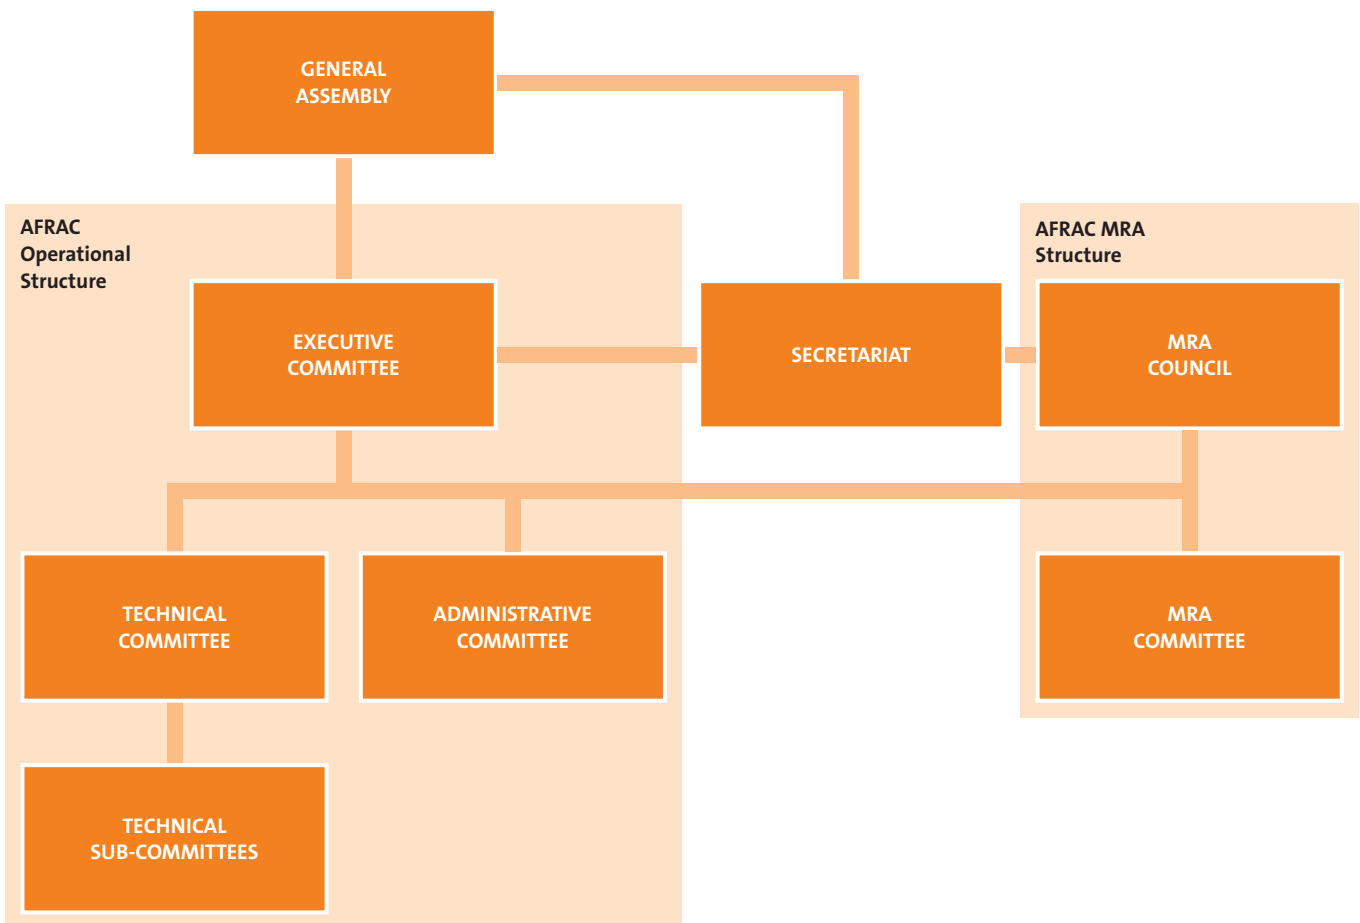 GENERAL
ASSEMBLY
AFRAC
Operational
Structure
AFRAC MRA
Structure
EXECUTIVE
COMMITTEE
SECRETARIAT
MRA
COUNCIL
TECHNICAL
COMMITTEE
ADMINISTRATIVE
COMMITTEE
MRA
COMMITTEE
TECHNICAL
SUB-COMMITTEES